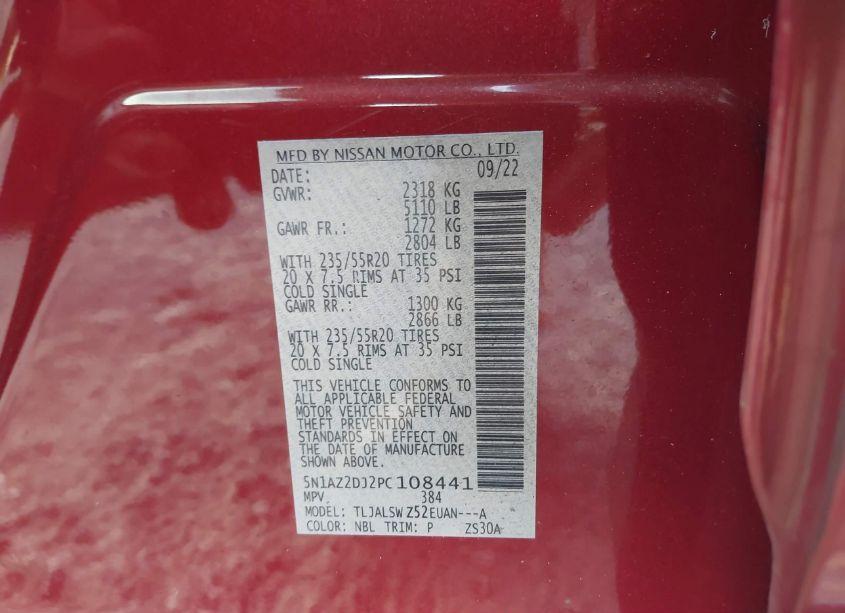 MFD BY NISSAN MOTOR CO., LTD.
DATE: 09/22
GVWR: 2318 KG
5110 LB
GAWR FR.: 1272 KG
2804 LB
WITH 235/55R20 TIRES
20 X 7.5 RIMS AT 35 PSI
COLD SINGLE
GAWR RR.: 1300 KG
2866 LB
WITH 235/55R20 TIRES
20 X 7.5 RIMS AT 35 PSI
COLD SINGLE
THIS VEHICLE CONFORMS TO
ALL APPLICABLE FEDERAL
MOTOR VEHICLE SAFETY AND
THEFT PREVENTION
STANDARDS IN EFFECT ON
THE DATE OF MANUFACTURE
SHOWN ABOVE.
5N1AZ2DJ2PC108441
MPV 384
MODEL: TLJALSW Z52EUAN---A
COLOR: NBL TRIM: P ZS30A